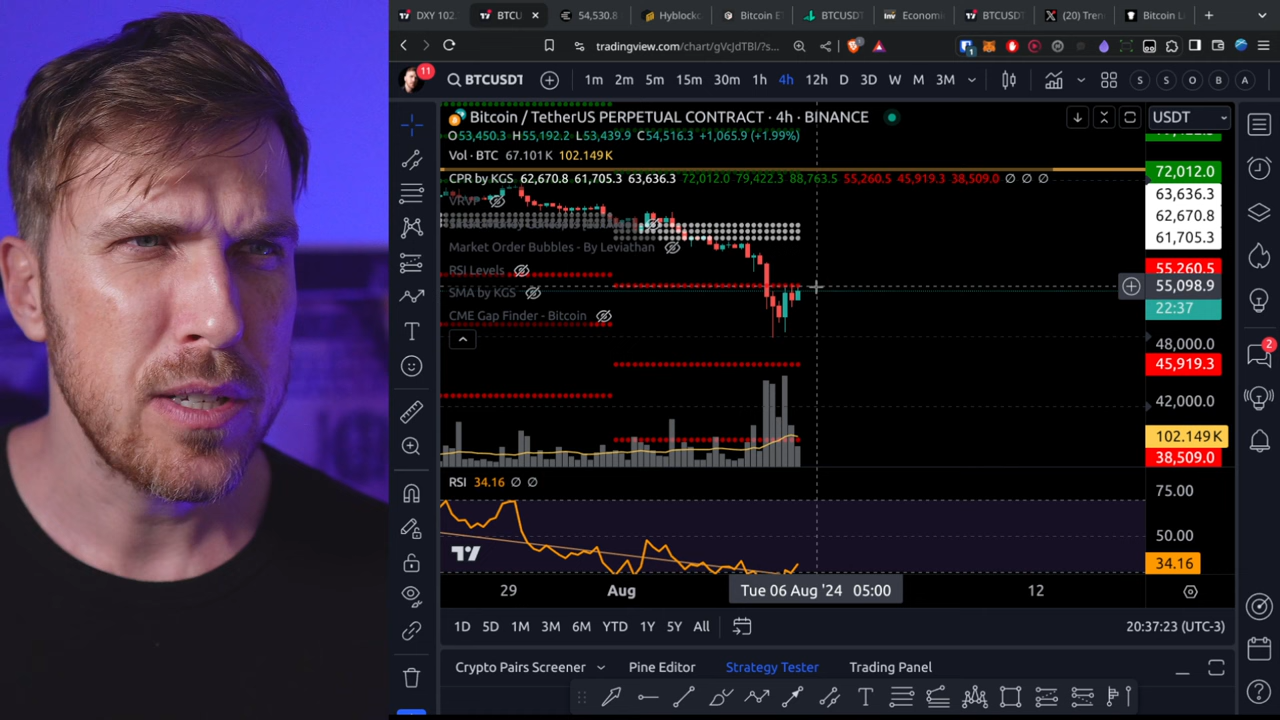 DXY 102.
BTCU
54,530.8
Hyblock
Bitcoin E
BTCUSDT
Inv Economi
BTCUSDT
(20) Tren
Bitcoin L
tradingview.com/chart/gVcJdTBl/?s...
1
11
BTCUSDT
1m 2m 5m 15m 30m 1h 4h 12h D 3D W M 3M
S S O B A
Bitcoin / TetherUS PERPETUAL CONTRACT · 4h · BINANCE
USDT
O53,450.3 H55,192.2 L53,439.9 C54,516.3 +1,065.9 (+1.99%)
Vol · BTC 67.101K 102.149K
CPR by KGS 62,670.8 61,705.3 63,636.3 72,012.0 79,422.3 88,763.5 55,260.5 45,919.3 38,509.0 ∅ ∅ ∅
VRVP
Market Order Bubbles - By Leviathan
RSI Levels
SMA by KGS
CME Gap Finder - Bitcoin
72,012.0
63,636.3
62,670.8
61,705.3
55,260.5
55,098.9
22:37
48,000.0
45,919.3
42,000.0
102.149K
38,509.0
2
RSI 34.16 ∅ ∅
75.00
50.00
34.16
29 Aug Tue 06 Aug '24 05:00 12
1D 5D 1M 3M 6M YTD 1Y 5Y All
20:37:23 (UTC-3)
Crypto Pairs Screener Pine Editor Strategy Tester Trading Panel